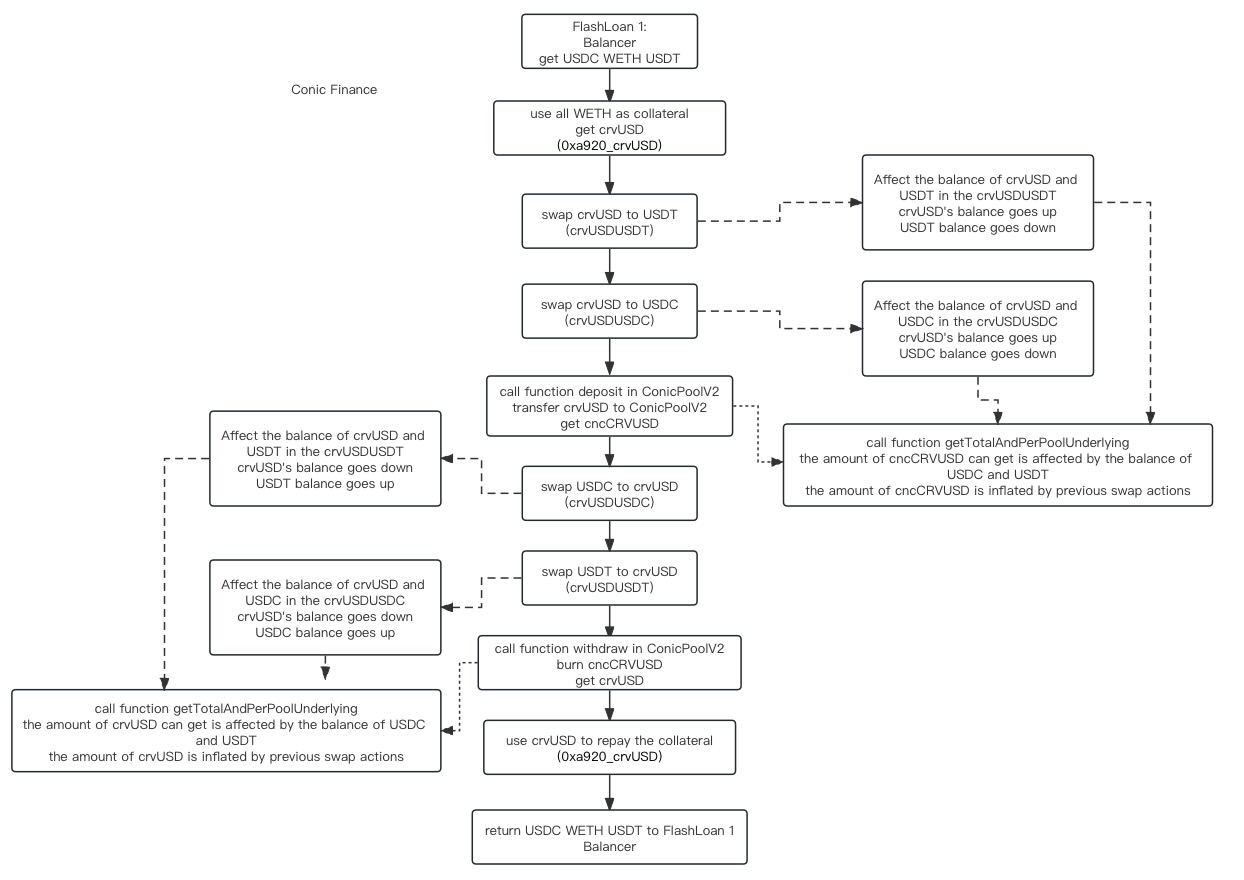 FlashLoan 1:
Balancer
get USDC WETH USDT
Conic Finance
use all WETH as collateral
get crvUSD
(0xa920_crvUSD)
swap crvUSD to USDT
(crvUSDUSDT)
Affect the balance of crvUSD and
USDT in the crvUSDUSDT
crvUSD's balance goes up
USDT balance goes down
swap crvUSD to USDC
(crvUSDUSDC)
Affect the balance of crvUSD and
USDC in the crvUSDUSDC
crvUSD's balance goes up
USDC balance goes down
call function deposit in ConicPoolV2
transfer crvUSD to ConicPoolV2
get cncCRVUSD
call function getTotalAndPerPoolUnderlying
the amount of cncCRVUSD can get is affected by the balance of
USDC and USDT
the amount of cncCRVUSD is inflated by previous swap actions
Affect the balance of crvUSD and
USDT in the crvUSDUSDT
crvUSD's balance goes down
USDT balance goes up
swap USDC to crvUSD
(crvUSDUSDC)
swap USDT to crvUSD
(crvUSDUSDT)
Affect the balance of crvUSD and
USDC in the crvUSDUSDC
crvUSD's balance goes down
USDC balance goes up
call function withdraw in ConicPoolV2
burn cncCRVUSD
get crvUSD
call function getTotalAndPerPoolUnderlying
the amount of crvUSD can get is affected by the balance of USDC
and USDT
the amount of crvUSD is inflated by previous swap actions
use crvUSD to repay the collateral
(0xa920_crvUSD)
return USDC WETH USDT to FlashLoan 1
Balancer